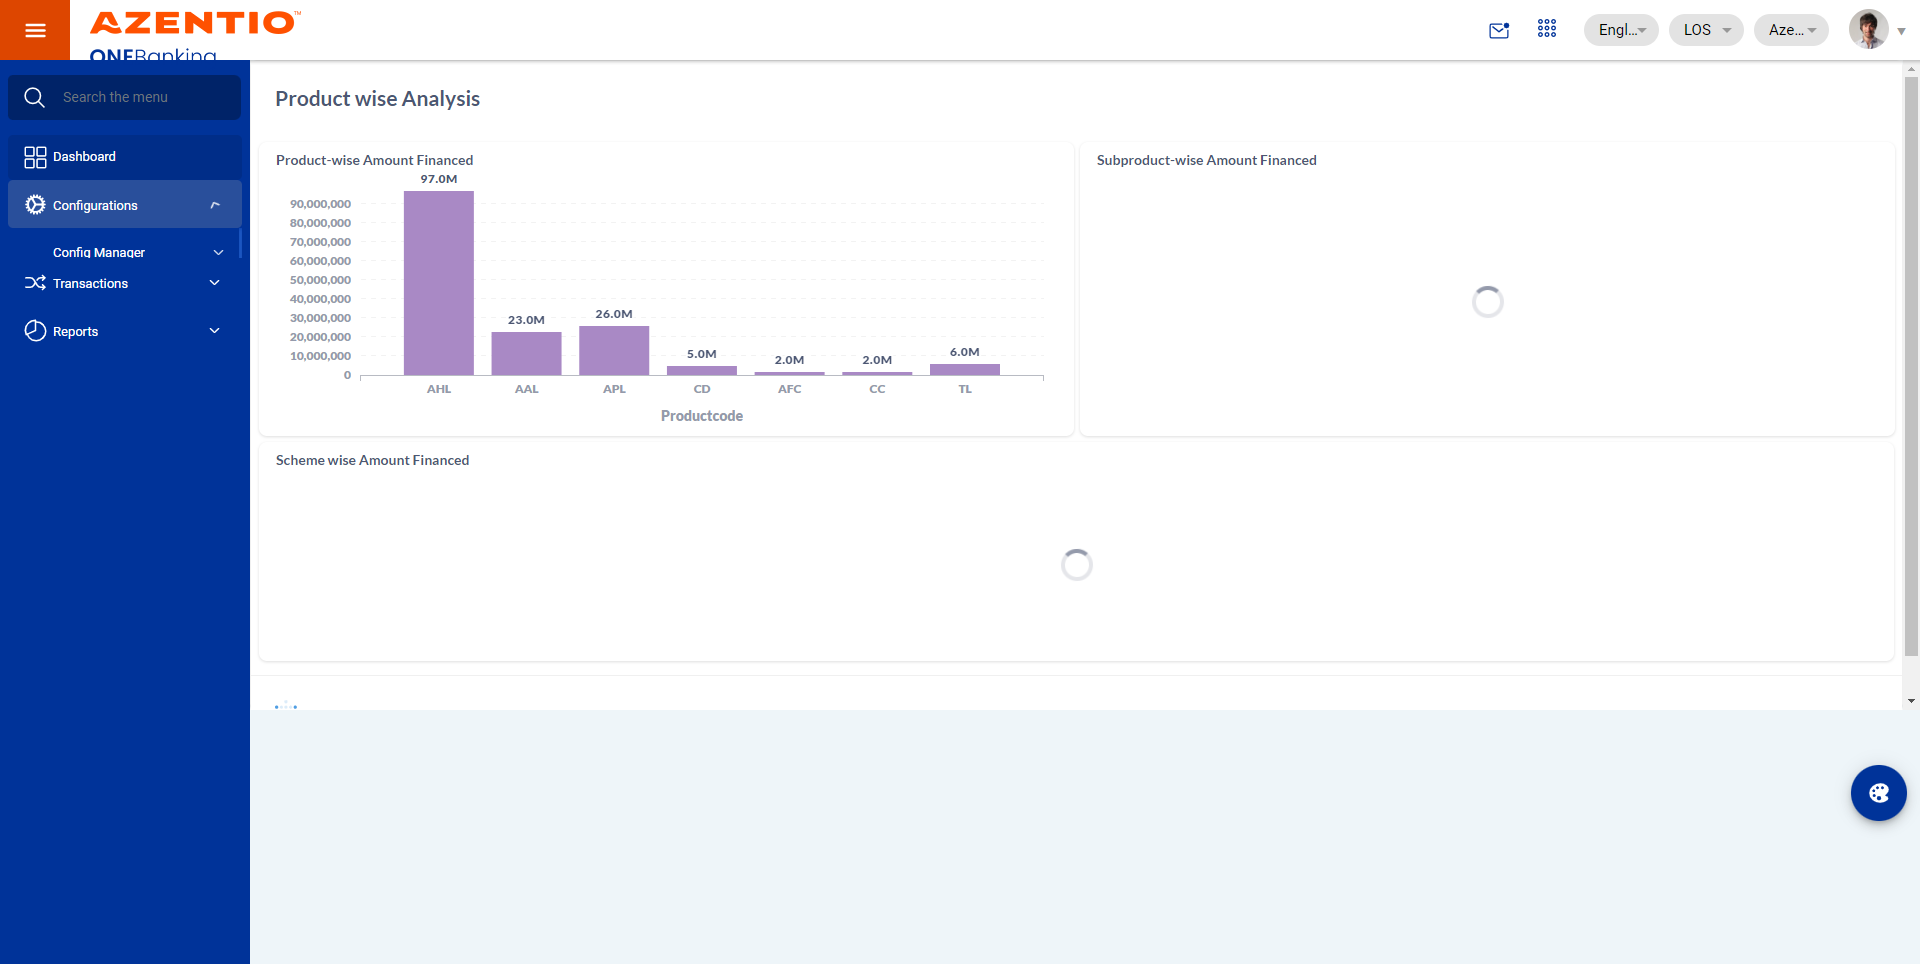 AZENTIO™
ONEBanking
Engl...
LOS
Aze...
Search the menu
Dashboard
Configurations
Config Manager
Transactions
Reports
Product wise Analysis
Product-wise Amount Financed
97.0M
90,000,000
80,000,000
70,000,000
60,000,000
50,000,000
40,000,000
30,000,000
20,000,000
10,000,000
0
23.0M
26.0M
5.0M
2.0M
2.0M
6.0M
AHL
AAL
APL
CD
AFC
CC
TL
Productcode
Subproduct-wise Amount Financed
Scheme wise Amount Financed